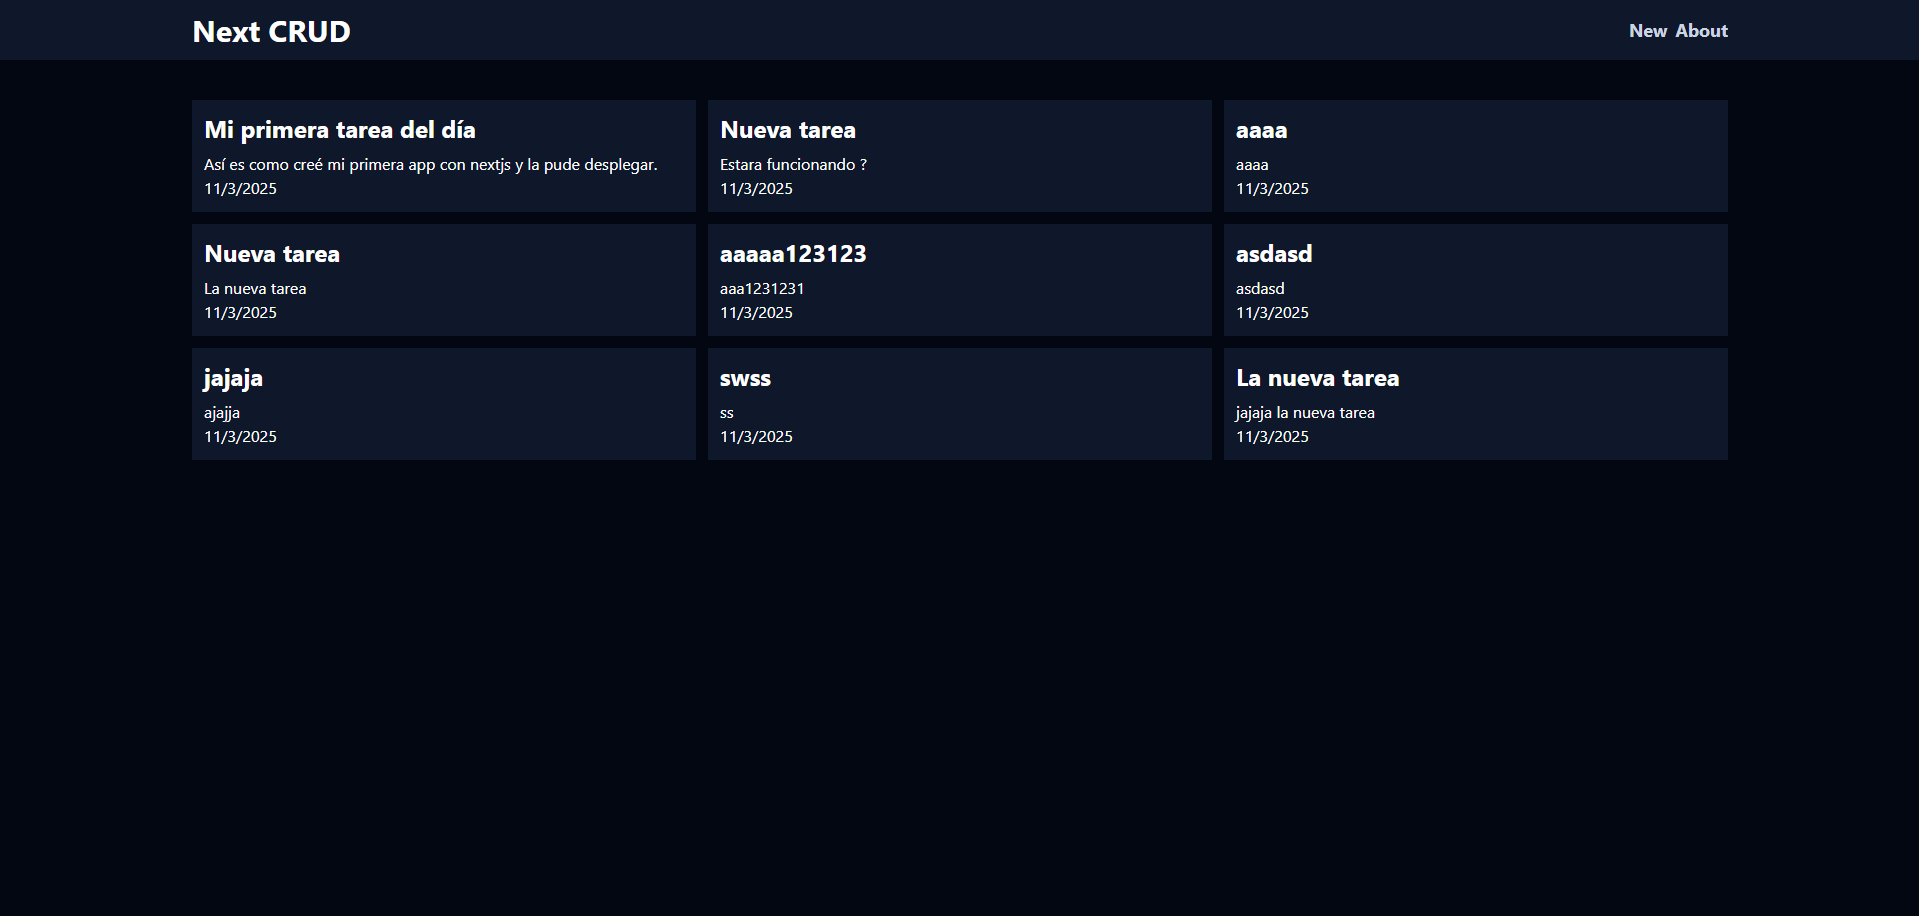 Next CRUD
New About
Mi primera tarea del día
Así es como creé mi primera app con nextjs y la pude desplegar.
11/3/2025
Nueva tarea
Estara funcionando ?
11/3/2025
aaaa
aaaa
11/3/2025
Nueva tarea
La nueva tarea
11/3/2025
aaaaa123123
aaa1231231
11/3/2025
asdasd
asdasd
11/3/2025
jajaja
ajajja
11/3/2025
swss
ss
11/3/2025
La nueva tarea
jajaja la nueva tarea
11/3/2025